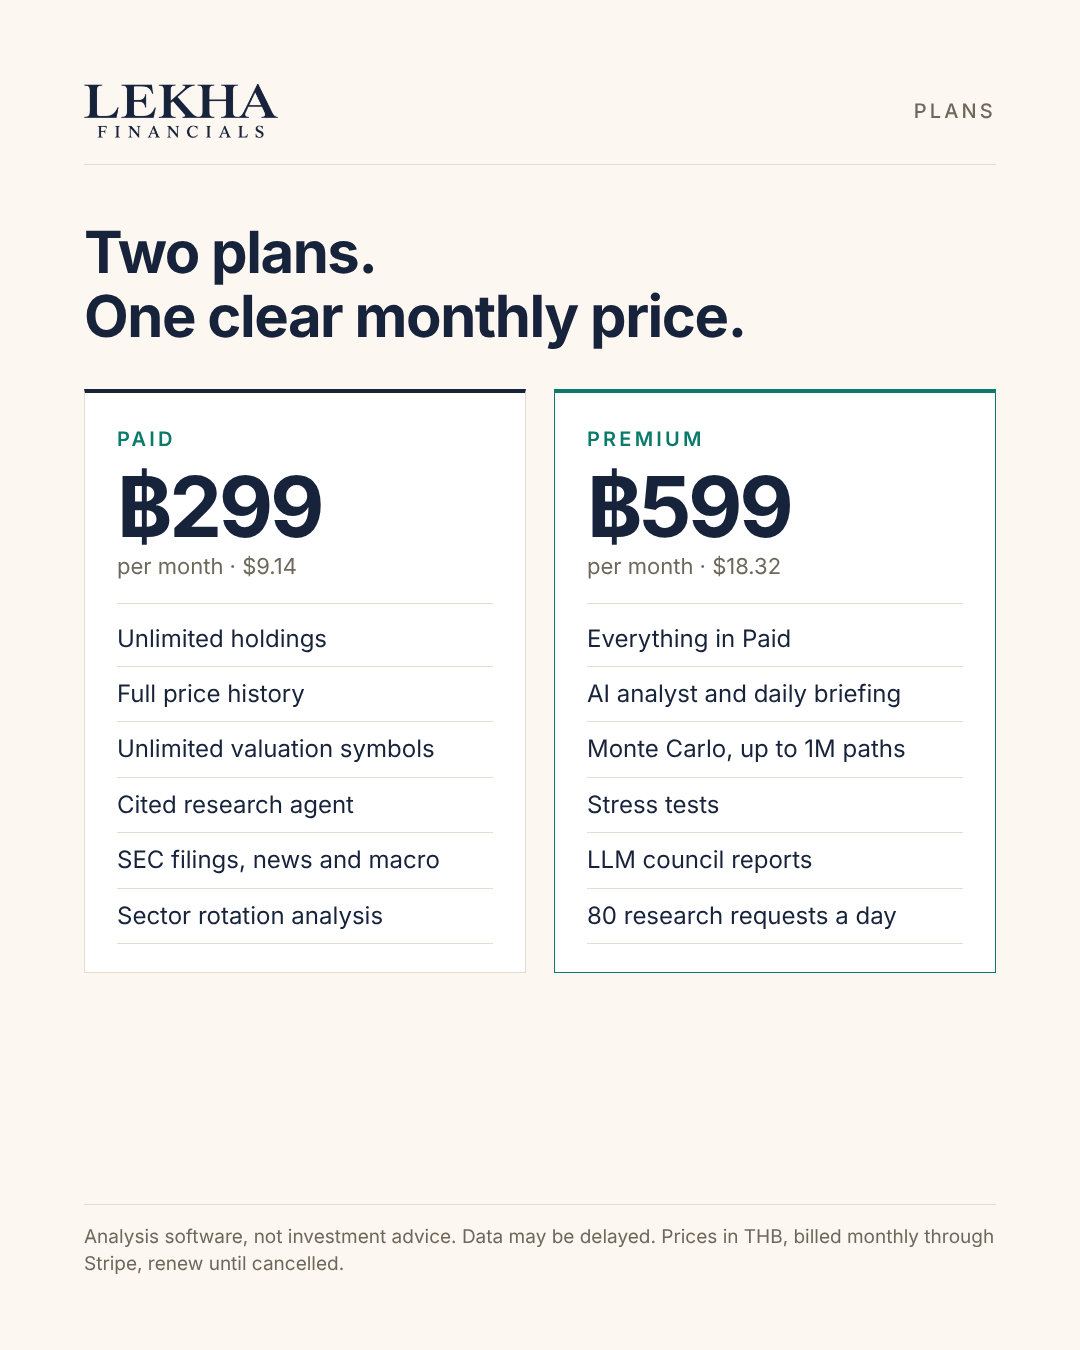 LEKHA
FINANCIALS
PLANS
Two plans.
One clear monthly price.
PAID
฿299
per month · $9.14
Unlimited holdings
Full price history
Unlimited valuation symbols
Cited research agent
SEC filings, news and macro
Sector rotation analysis
PREMIUM
฿599
per month · $18.32
Everything in Paid
AI analyst and daily briefing
Monte Carlo, up to 1M paths
Stress tests
LLM council reports
80 research requests a day
Analysis software, not investment advice. Data may be delayed. Prices in THB, billed monthly through
Stripe, renew until cancelled.